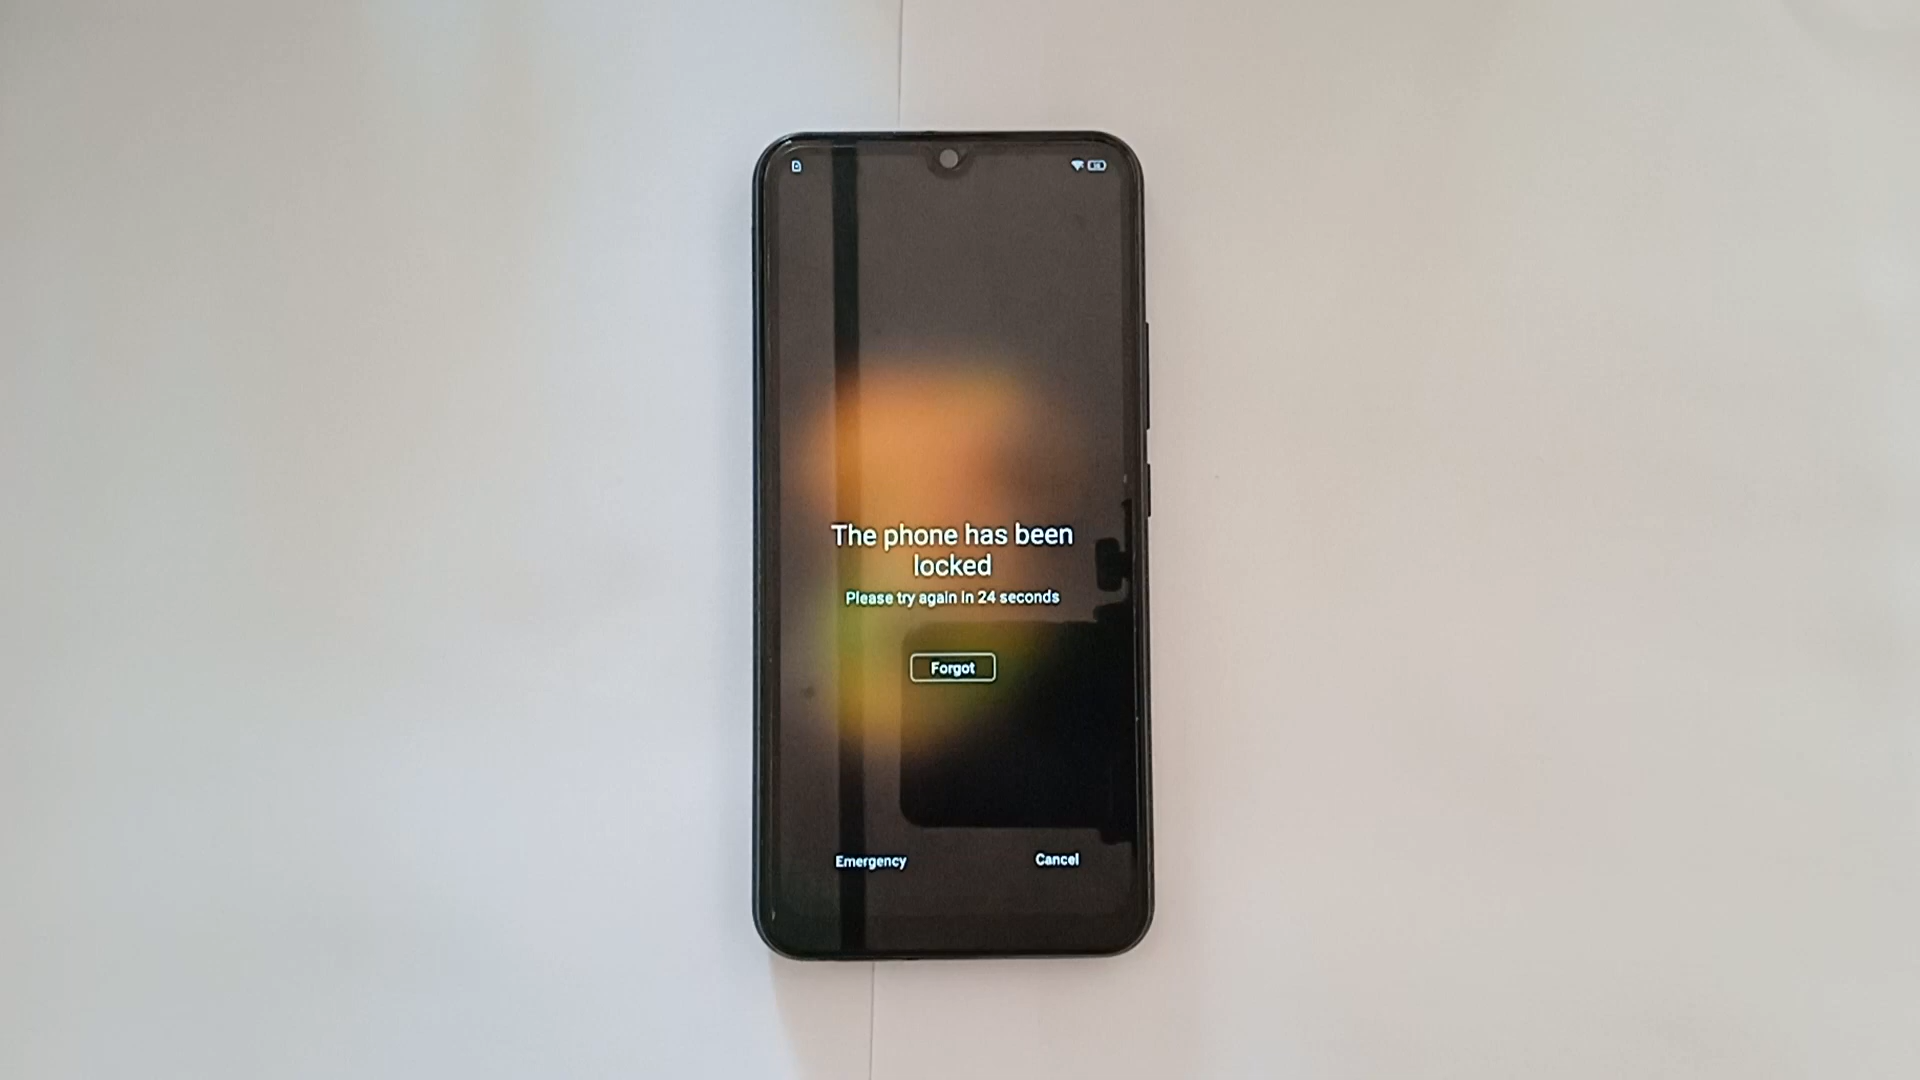 The phone has been
locked
Please try again in 24 seconds
Forgot
Emergency
Cancel